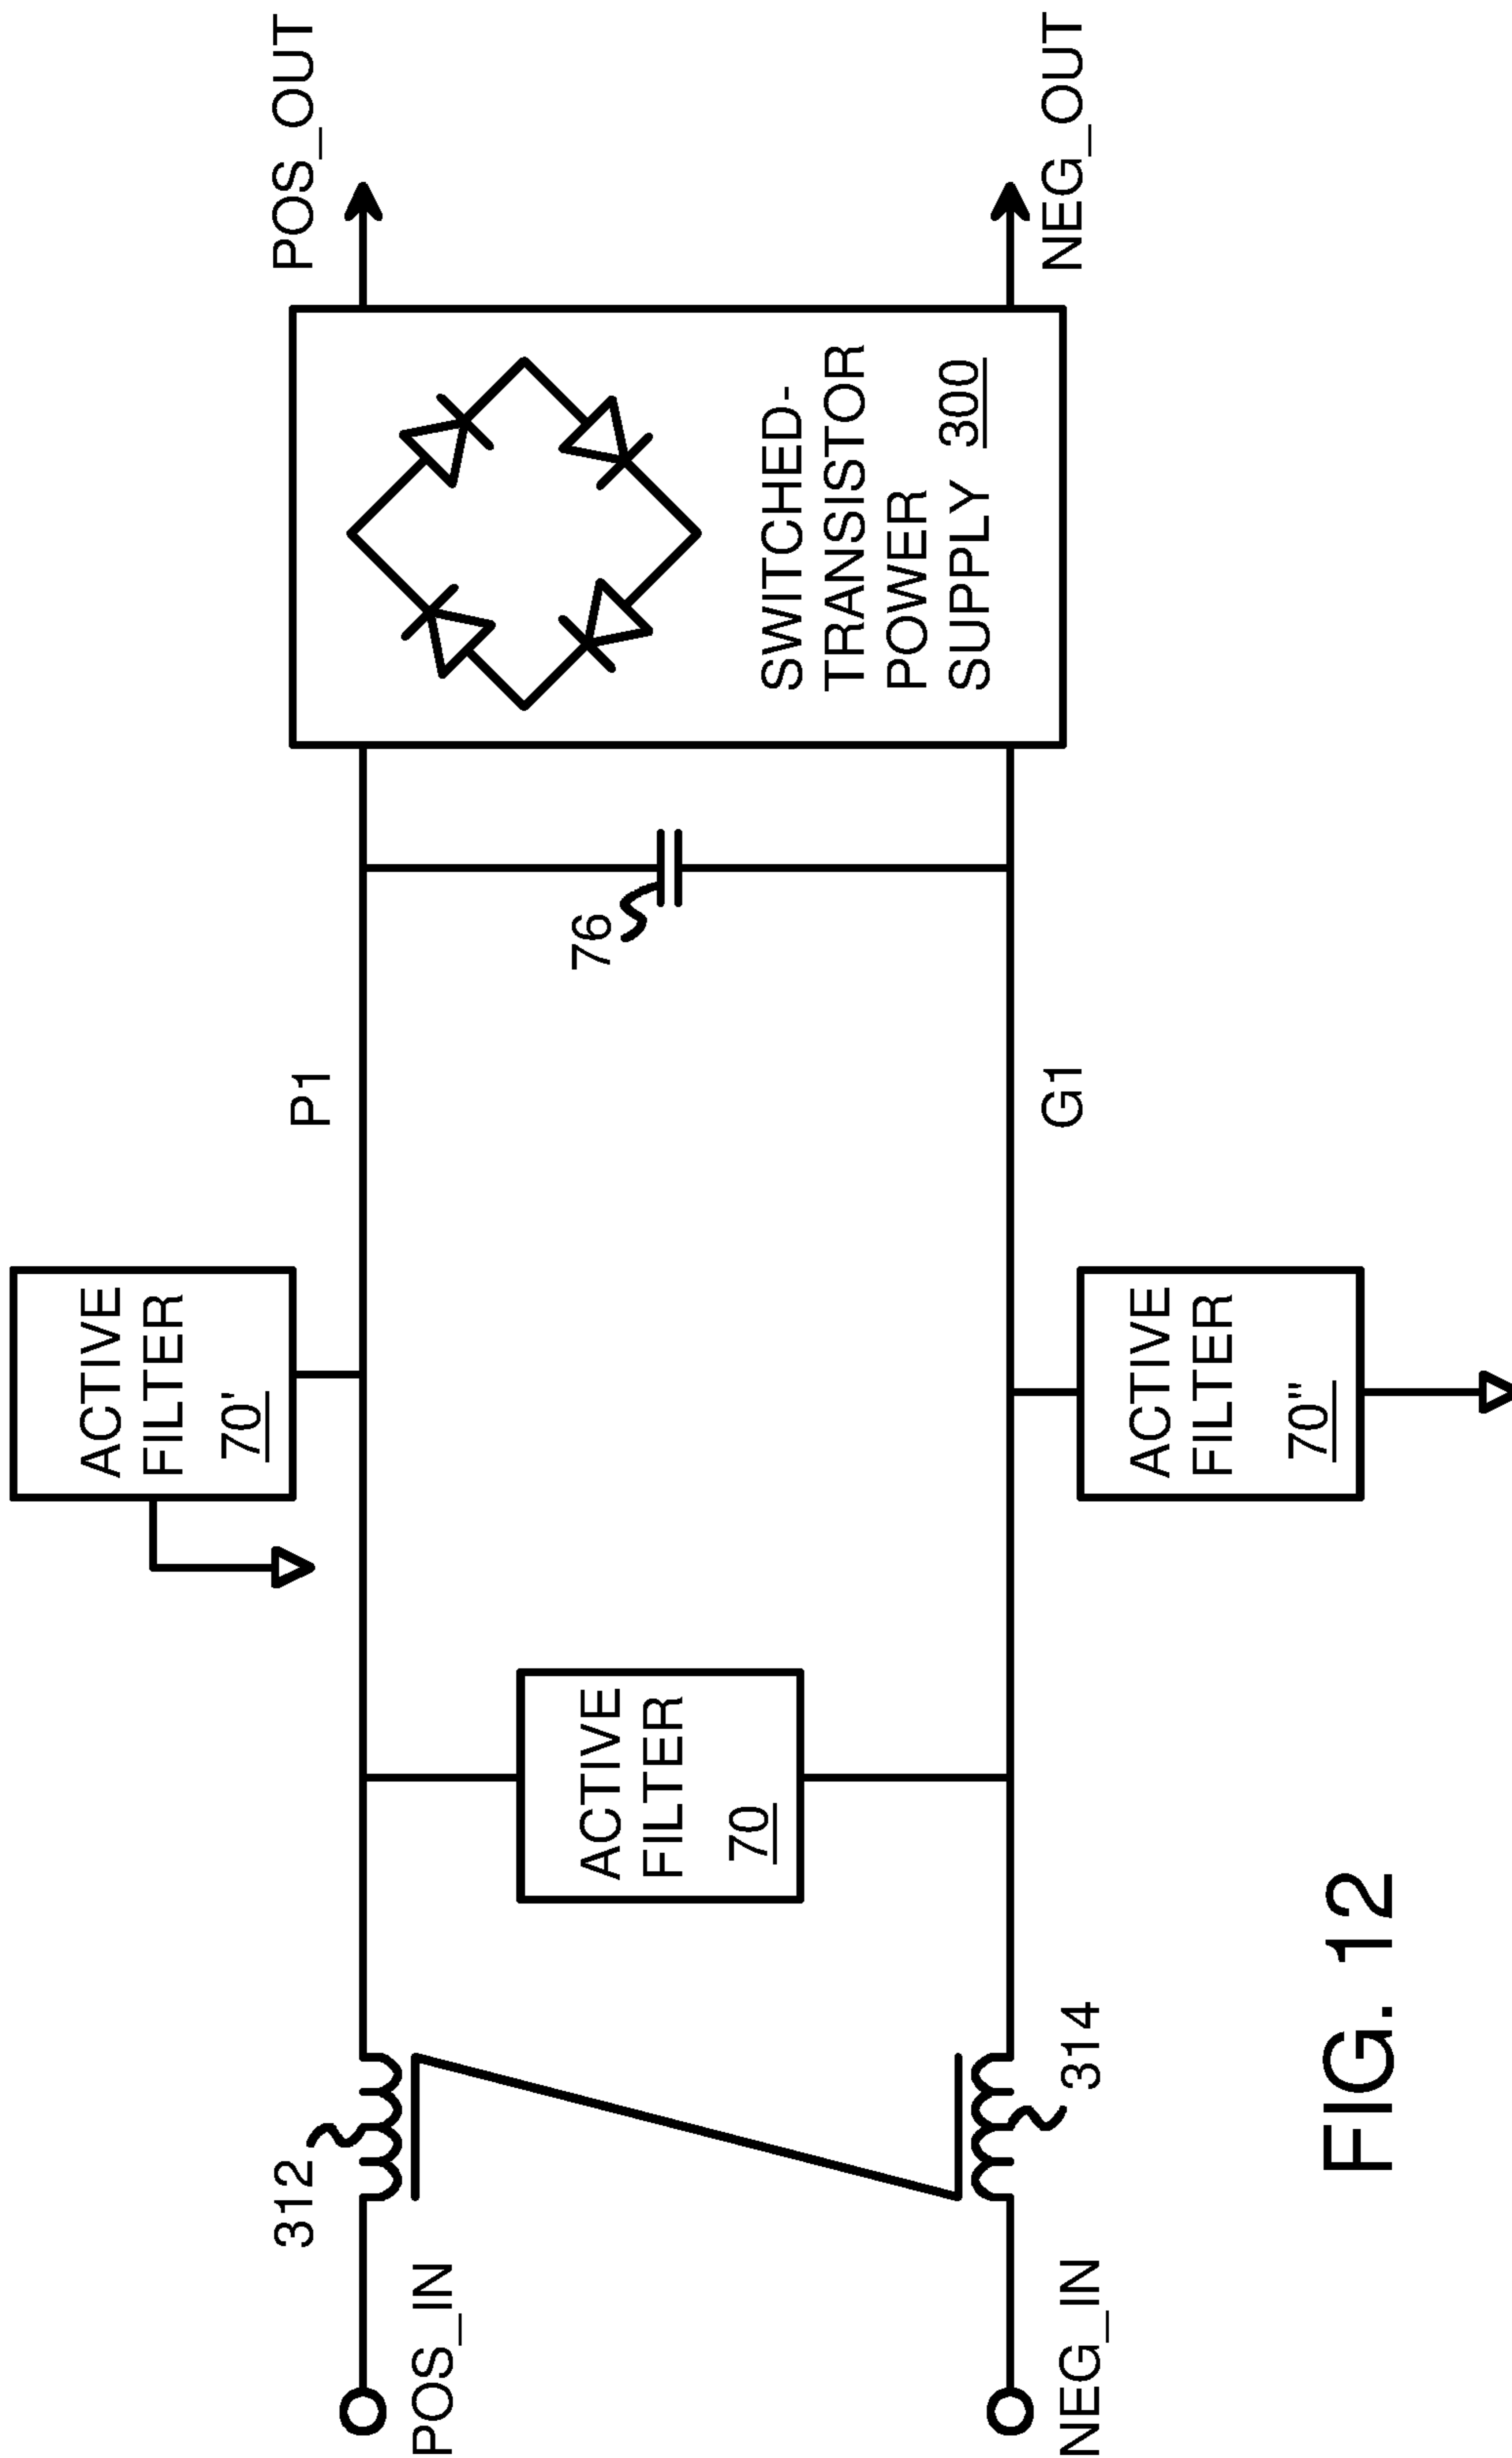 ACTIVE
FILTER
70'
312
POS_IN
P1
POS_OUT
ACTIVE
FILTER
70
76
SWITCHED-
TRANSISTOR
POWER
SUPPLY 300
NEG_IN
314
G1
NEG_OUT
ACTIVE
FILTER
70"
FIG. 12